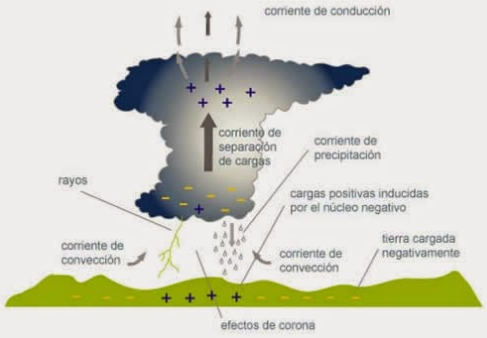 corriente de conducción
corriente de
separación
de cargas
corriente de
precipitación
rayos
cargas positivas inducidas
por el núcleo negativo
corriente de
convección
corriente de
convección
tierra cargada
negativamente
efectos de corona